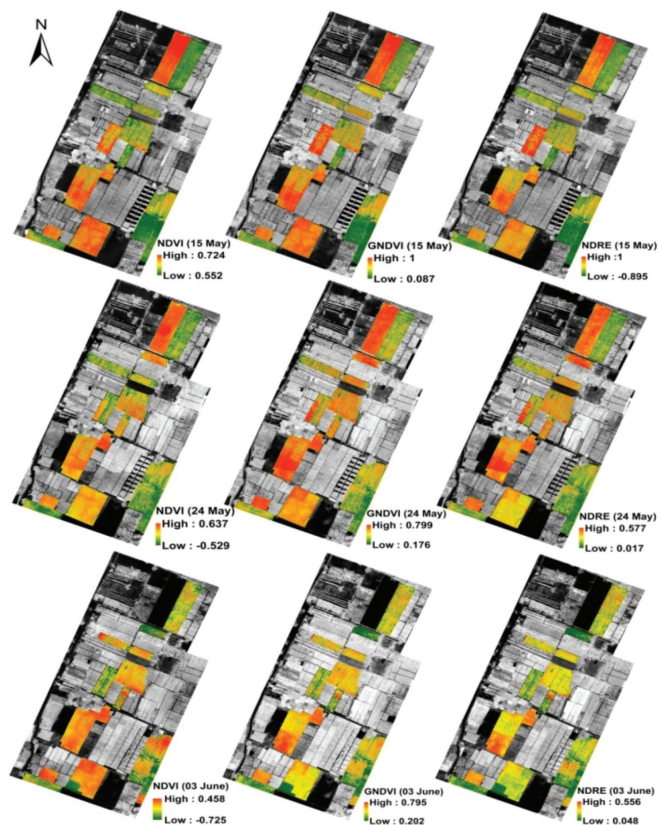 N
NDVI (15 May)
High : 0.724
Low : 0.552
GNDVI (15 May)
High : 1
Low : 0.087
NDRE (15 May)
High :1
Low : -0.895
NDVI (24 May)
High : 0.637
Low : -0.529
GNDVI (24 May)
High : 0.799
Low : 0.176
NDRE (24 May)
High : 0.577
Low : 0.017
NDVI (03 June)
High : 0.458
Low : -0.725
GNDVI (03 June)
High : 0.795
Low : 0.202
NDRE (03 June)
High : 0.556
Low : 0.048